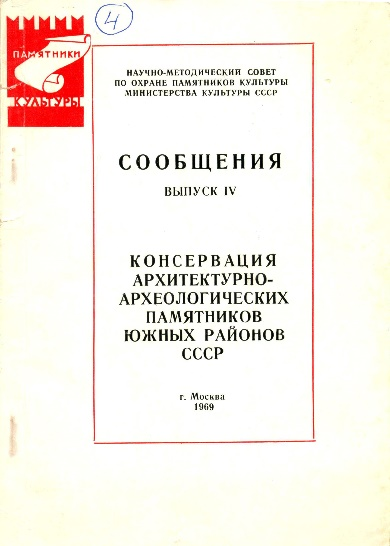 4
ПАМЯТНИКИ
КУЛЬТУРЫ
НАУЧНО-МЕТОДИЧЕСКИЙ СОВЕТ
ПО ОХРАНЕ ПАМЯТНИКОВ КУЛЬТУРЫ
МИНИСТЕРСТВА КУЛЬТУРЫ СССР
СООБЩЕНИЯ
ВЫПУСК IV
КОНСЕРВАЦИЯ
АРХИТЕКТУРНО-
АРХЕОЛОГИЧЕСКИХ
ПАМЯТНИКОВ
ЮЖНЫХ РАЙОНОВ
СССР
г. Москва
1969